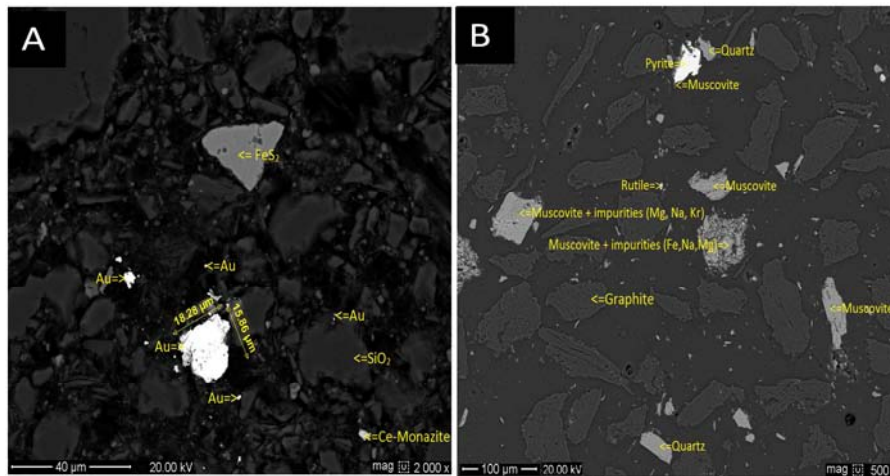 A
<= FeS₂
<=Au
Au=>
18.28 µm
15.86 µm
<=Au
Au=>
<=SiO₂
Au=>
<=Ce-Monazite
40 µm 20.00 kV mag 2 000 x
B
<=Quartz
Pyrite=>
<=Muscovite
Rutile=>
<=Muscovite
<=Muscovite + impurities (Mg, Na, Kr)
Muscovite + impurities (Fe,Na,Mg)=>
<=Graphite
<=Muscovite
<=Quartz
100 µm 20.00 kV mag 500